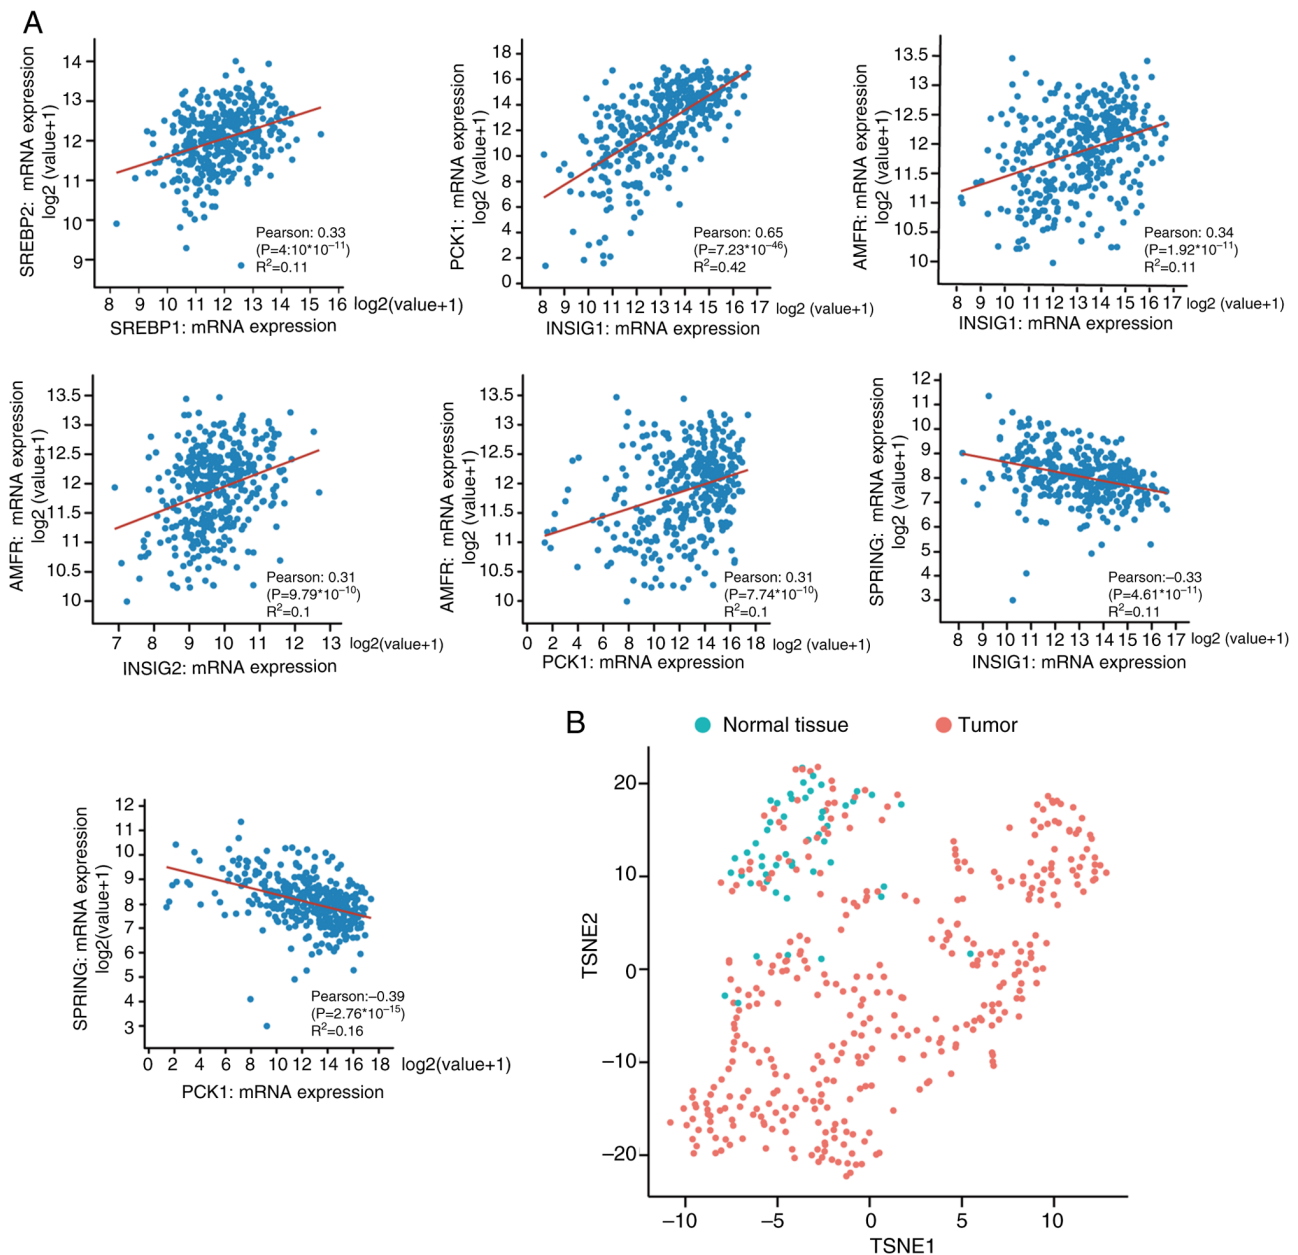 A
SREBP2: mRNA expression
log2 (value+1)
14
13
12
11
10
9
Pearson: 0.33
(P=4:10*10−11)
R2=0.11
8 9 10 11 12 13 14 15 16 log2(value+1)
SREBP1: mRNA expression
PCK1: mRNA expression
log2 (value+1)
18
16
14
12
10
8
6
4
2
0
Pearson: 0.65
(P=7.23*10−46)
R2=0.42
8 9 10 11 12 13 14 15 16 17 log2 (value+1)
INSIG1: mRNA expression
AMFR: mRNA expression
log2 (value+1)
13.5
13
12.5
12
11.5
11
10.5
10
Pearson: 0.34
(P=1.92*10−11)
R2=0.11
8 9 10 11 12 13 14 15 16 17 log2 (value+1)
INSIG1: mRNA expression
AMFR: mRNA expression
log2 (value+1)
13.5
13
12.5
12
11.5
11
10.5
10
Pearson: 0.31
(P=9.79*10−10)
R2=0.1
7 8 9 10 11 12 13 log2(value+1)
INSIG2: mRNA expression
AMFR: mRNA expression
log2 (value+1)
13.5
13
12.5
12
11.5
11
10.5
10
Pearson: 0.31
(P=7.74*10−10)
R2=0.1
0 2 4 6 8 10 12 14 16 18 log2 (value+1)
PCK1: mRNA expression
SPRING: mRNA expression
log2 (value+1)
12
11
10
9
8
7
6
5
4
3
Pearson:−0.33
(P=4.61*10−11)
R2=0.11
8 9 10 11 12 13 14 15 16 17 log2 (value+1)
INSIG1: mRNA expression
SPRING: mRNA expression
log2(value+1)
12
11
10
9
8
7
6
5
4
3
Pearson:−0.39
(P=2.76*10−15)
R2=0.16
0 2 4 6 8 10 12 14 16 18 log2(value+1)
PCK1: mRNA expression
B
Normal tissue Tumor
TSNE2
20
10
0
−10
−20
−10 −5 0 5 10
TSNE1